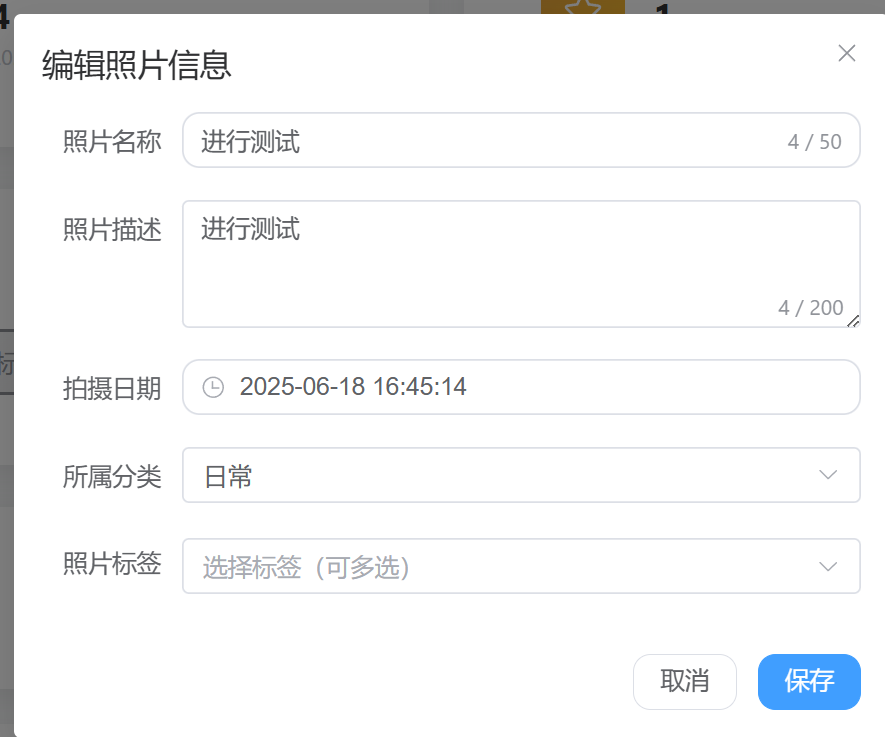 编辑照片信息
照片名称
进行测试
4 / 50
照片描述
进行测试
4 / 200
拍摄日期
2025-06-18 16:45:14
所属分类
日常
照片标签
选择标签（可多选）
取消
保存